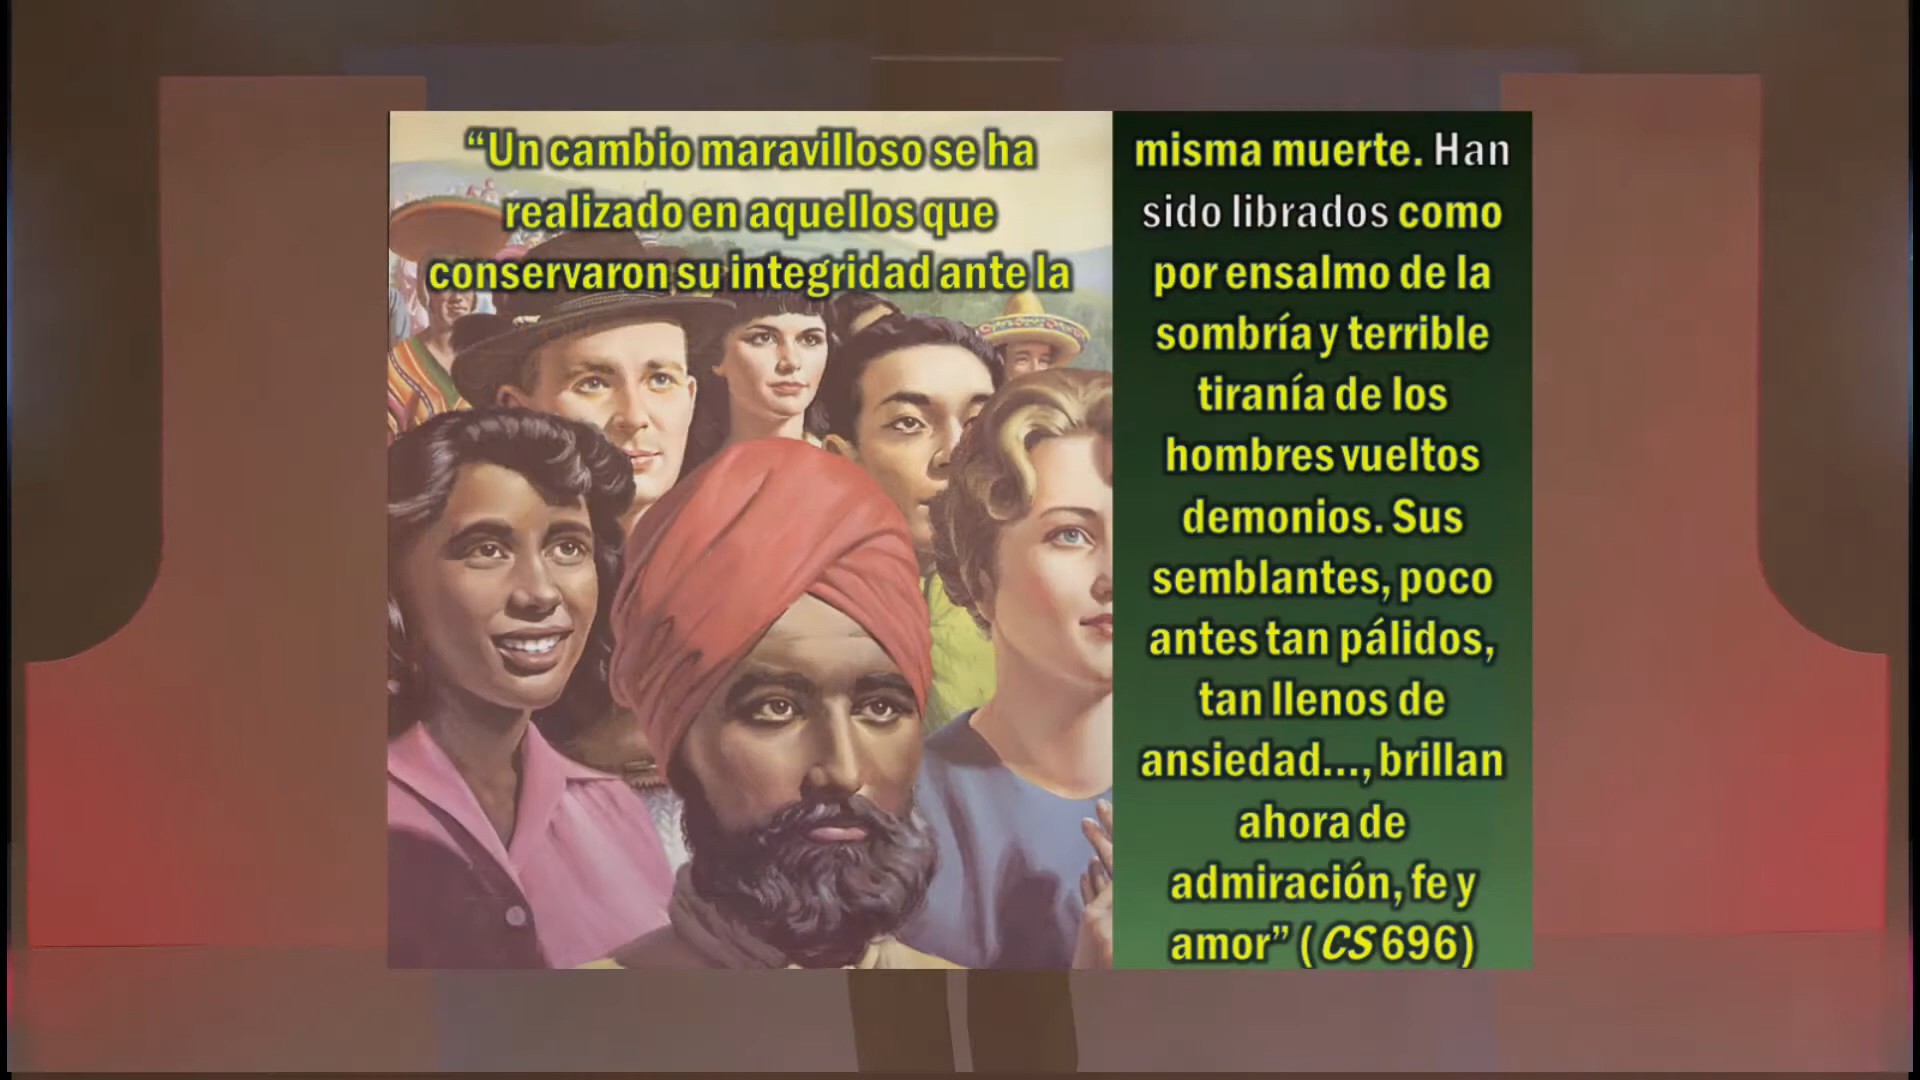 “Un cambio maravilloso se ha
realizado en aquellos que
conservaron su integridad ante la
misma muerte. Han
sido librados como
por ensalmo de la
sombría y terrible
tiranía de los
hombres vueltos
demonios. Sus
semblantes, poco
antes tan pálidos,
tan llenos de
ansiedad..., brillan
ahora de
admiración, fe y
amor” (CS 696)